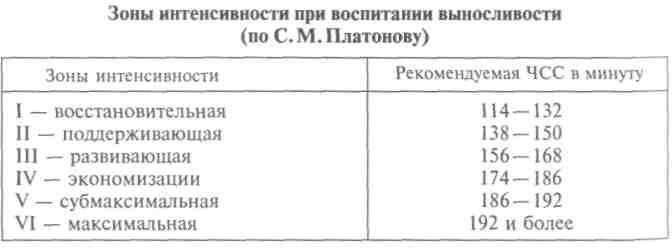 Зоны интенсивности при воспитании выносливости
(по С. М. Платонову)
Зоны интенсивности Рекомендуемая ЧСС в минуту
I — восстановительная 114—132
II — поддерживающая 138—150
III — развивающая 156—168
IV — экономизации 174—186
V — субмаксимальная 186—192
VI — максимальная 192 и более